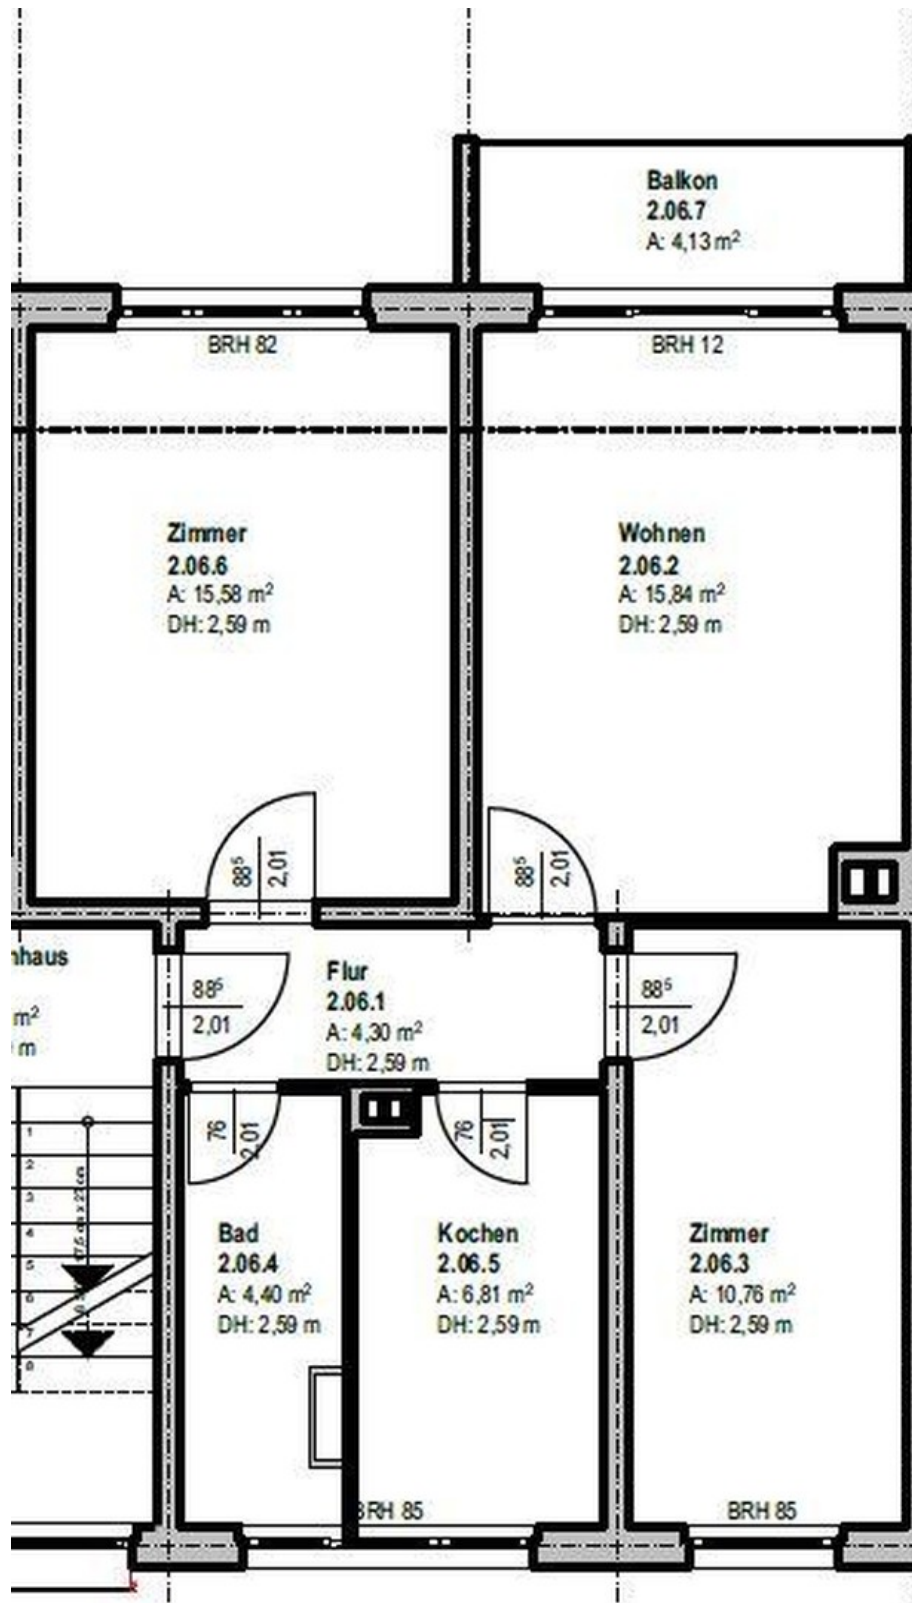 Balkon
2.06.7
A: 4,13 m²
BRH 82
BRH 12
Zimmer
2.06.6
A: 15,58 m²
DH: 2,59 m
Wohnen
2.06.2
A: 15,84 m²
DH: 2,59 m
88⁵
2,01
88⁵
2,01
nhaus
m²
m
88⁵
2,01
Flur
2.06.1
A: 4,30 m²
DH: 2,59 m
88⁵
2,01
76
2,01
76
2,01
1
2
3
4
5
6
7
8
Bad
2.06.4
A: 4,40 m²
DH: 2,59 m
Kochen
2.06.5
A: 6,81 m²
DH: 2,59 m
Zimmer
2.06.3
A: 10,76 m²
DH: 2,59 m
BRH 85
BRH 85